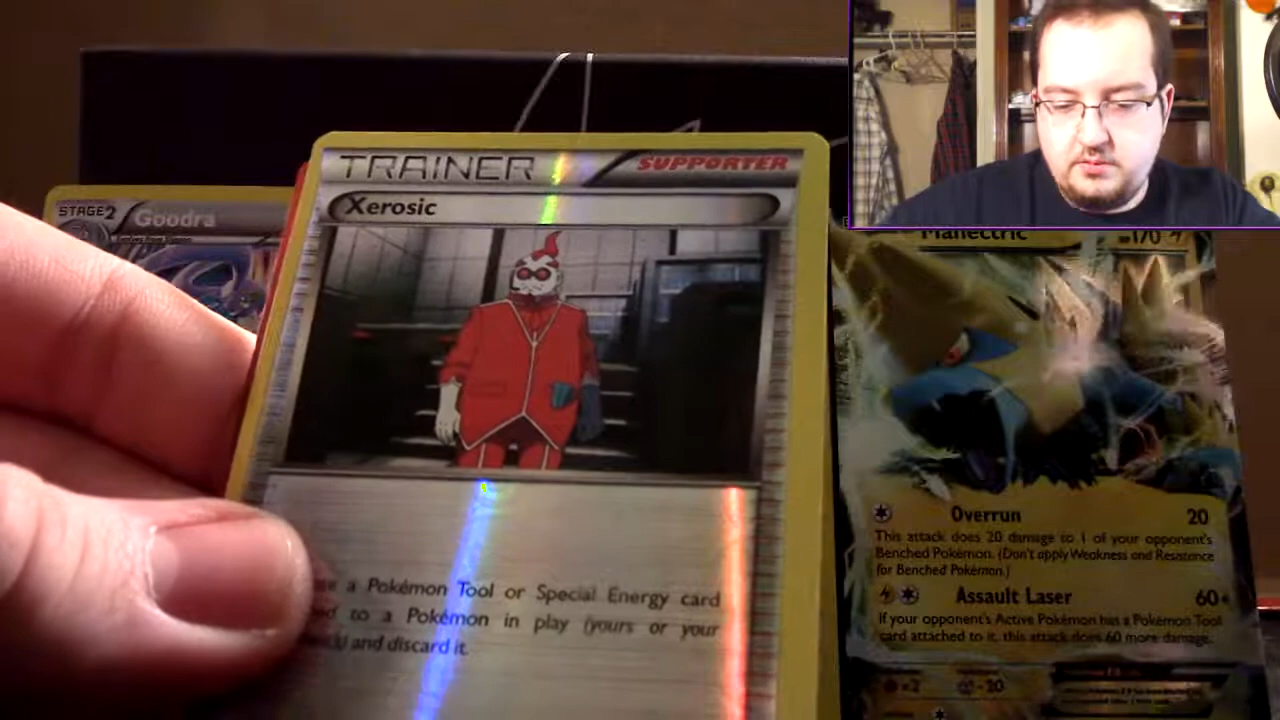 TRAINER
SUPPORTER
Xerosic
a Pokémon Tool or Special Energy card
to a Pokémon in play (yours or your
and discard it.
STAGE2 Goodra
Manectric 170
Overrun 20
This attack does 20 damage to 1 of your opponent's
Benched Pokémon. (Don't apply Weakness and Resistance
for Benched Pokémon.)
Assault Laser 60+
If your opponent's Active Pokémon has a Pokémon Tool
card attached to it, this attack does 60 more damage.
×2 -20